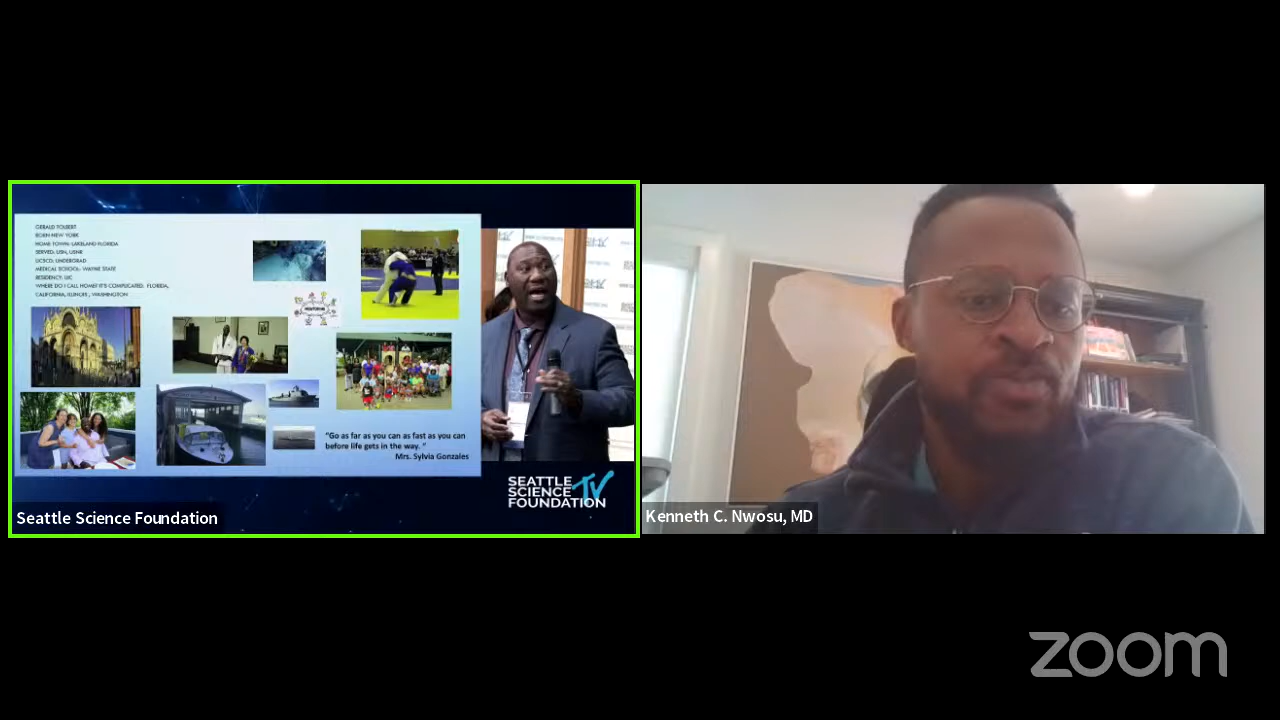 GERALD TOLBERT
BORN NEW YORK
HOME TOWN: LAKELAND FLORIDA
SERVED: USN, USNR
UCSCD: UNDERGRAD
MEDICAL SCHOOL: WAYNE STATE
RESIDENCY: UIC
WHERE DO I CALL HOME? IT'S COMPLICATED. FLORIDA,
CALIFORNIA, ILLINOIS, WASHINGTON
"Go as far as you can as fast as you can
before life gets in the way. "
Mrs. Sylvia Gonzales
SEATTLE
SCIENCE TV
FOUNDATION
Seattle Science Foundation
Kenneth C. Nwosu, MD
zoom